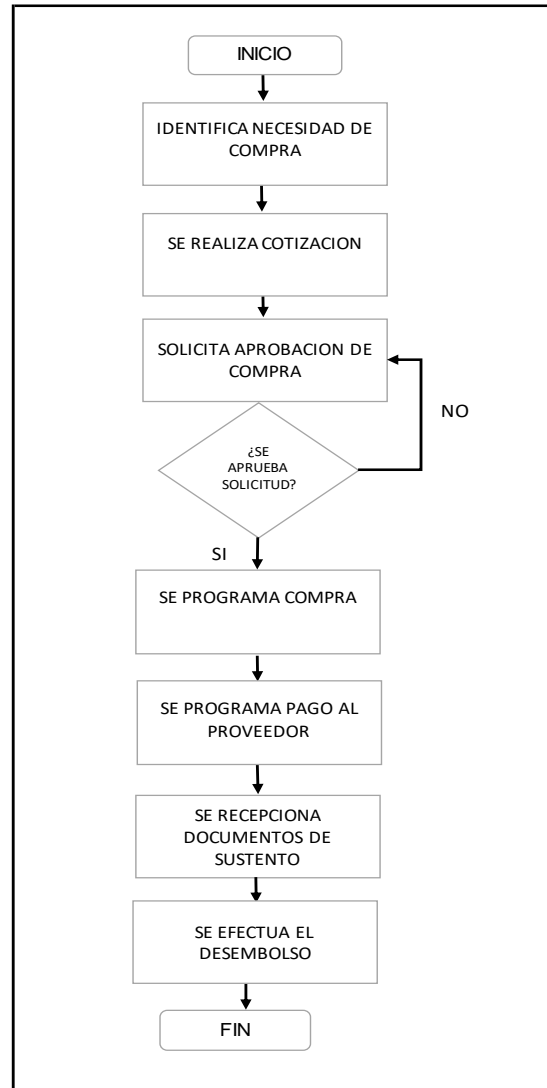 INICIO
IDENTIFICA NECESIDAD DE
COMPRA
SE REALIZA COTIZACION
SOLICITA APROBACION DE
COMPRA
NO
¿SE
APRUEBA
SOLICITUD?
SI
SE PROGRAMA COMPRA
SE PROGRAMA PAGO AL
PROVEEDOR
SE RECEPCIONA
DOCUMENTOS DE
SUSTENTO
SE EFECTUA EL
DESEMBOLSO
FIN